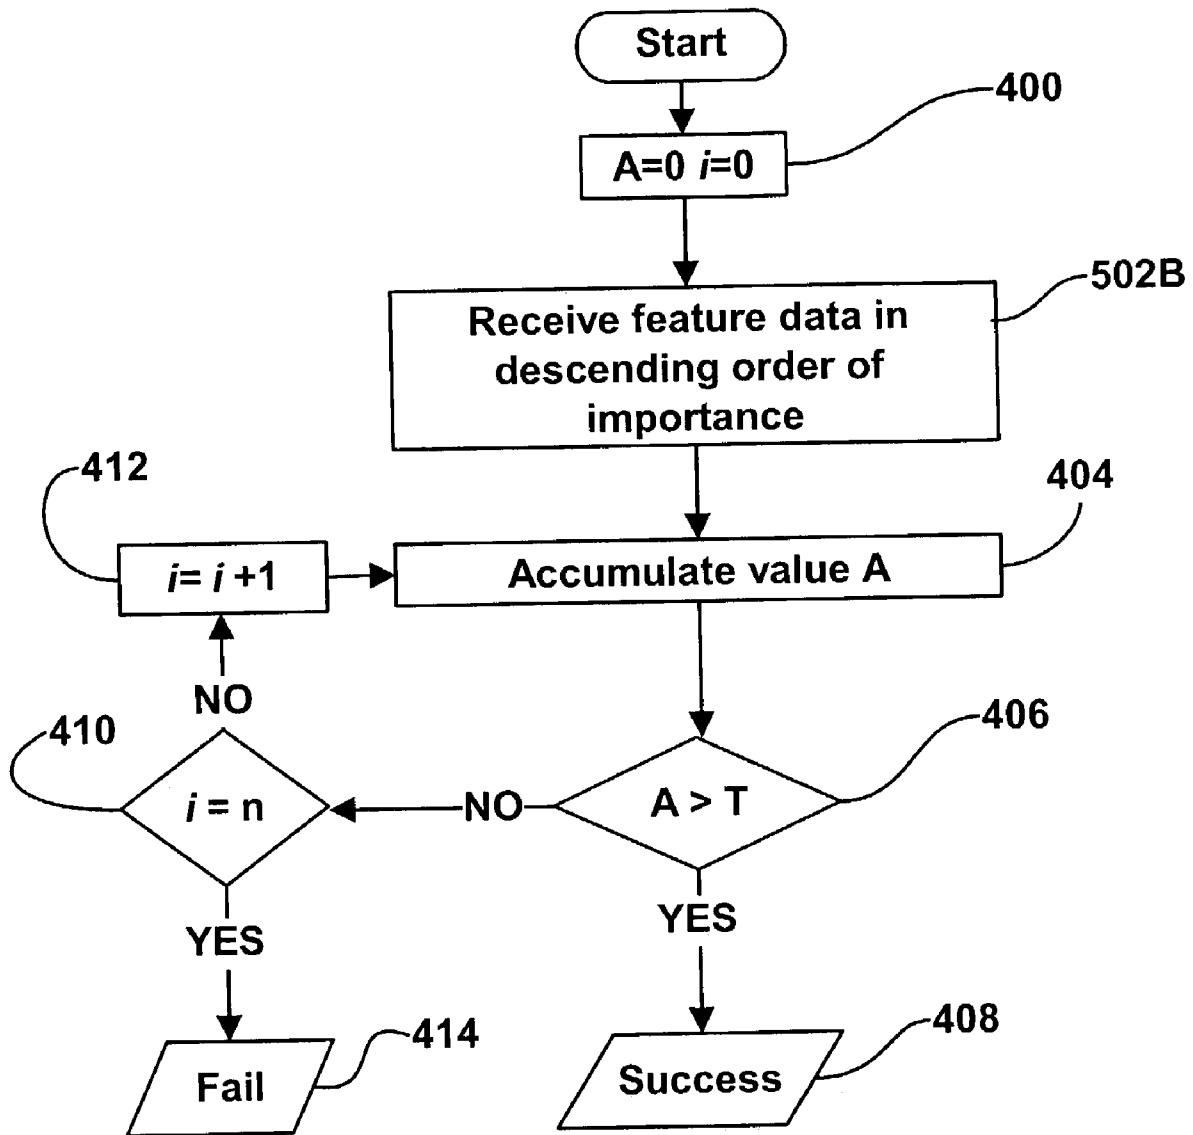 Start
400
A=0 i=0
502B
Receive feature data in
descending order of
importance
412
404
i= i +1
Accumulate value A
NO
410
406
i = n
NO
A > T
YES
YES
414
408
Fail
Success